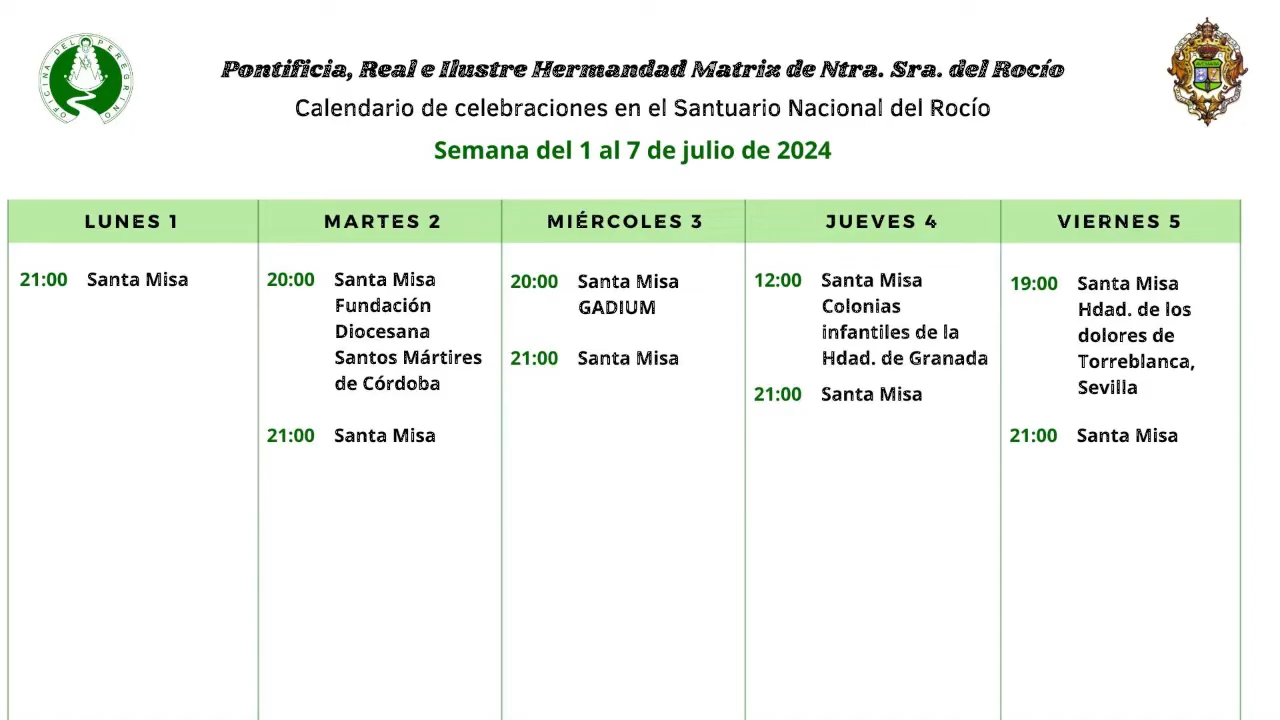 OFICINA DEL PEREGRINO
Pontificia, Real e Ilustre Hermandad Matriz de Ntra. Sra. del Rocío
Calendario de celebraciones en el Santuario Nacional del Rocío
Semana del 1 al 7 de julio de 2024
LUNES 1
21:00 Santa Misa
MARTES 2
20:00 Santa Misa
Fundación
Diocesana
Santos Mártires
de Córdoba
21:00 Santa Misa
MIÉRCOLES 3
20:00 Santa Misa
GADIUM
21:00 Santa Misa
JUEVES 4
12:00 Santa Misa
Colonias
infantiles de la
Hdad. de Granada
21:00 Santa Misa
VIERNES 5
19:00 Santa Misa
Hdad. de los
dolores de
Torreblanca,
Sevilla
21:00 Santa Misa